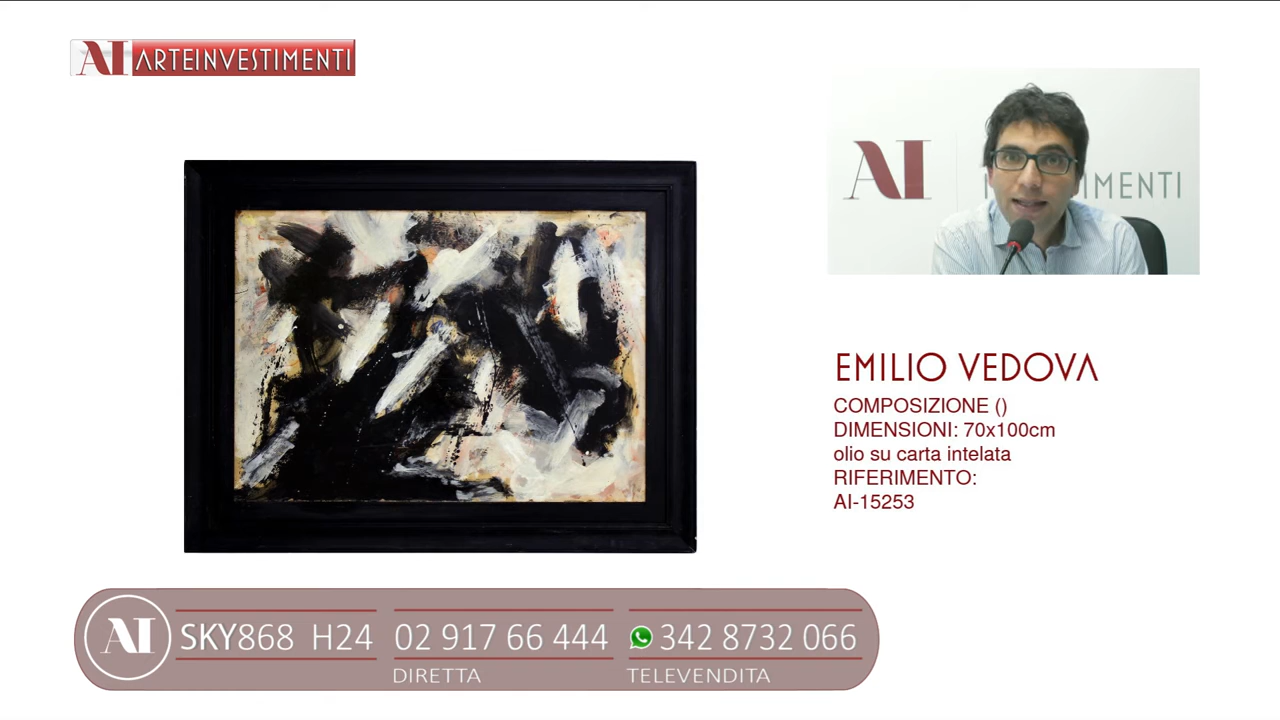 AI ARTEINVESTIMENTI
AI
IMENTI
EMILIO VEDOVA
COMPOSIZIONE ()
DIMENSIONI: 70x100cm
olio su carta intelata
RIFERIMENTO:
AI-15253
AI SKY868 H24 02 917 66 444 342 8732 066
DIRETTA TELEVENDITA